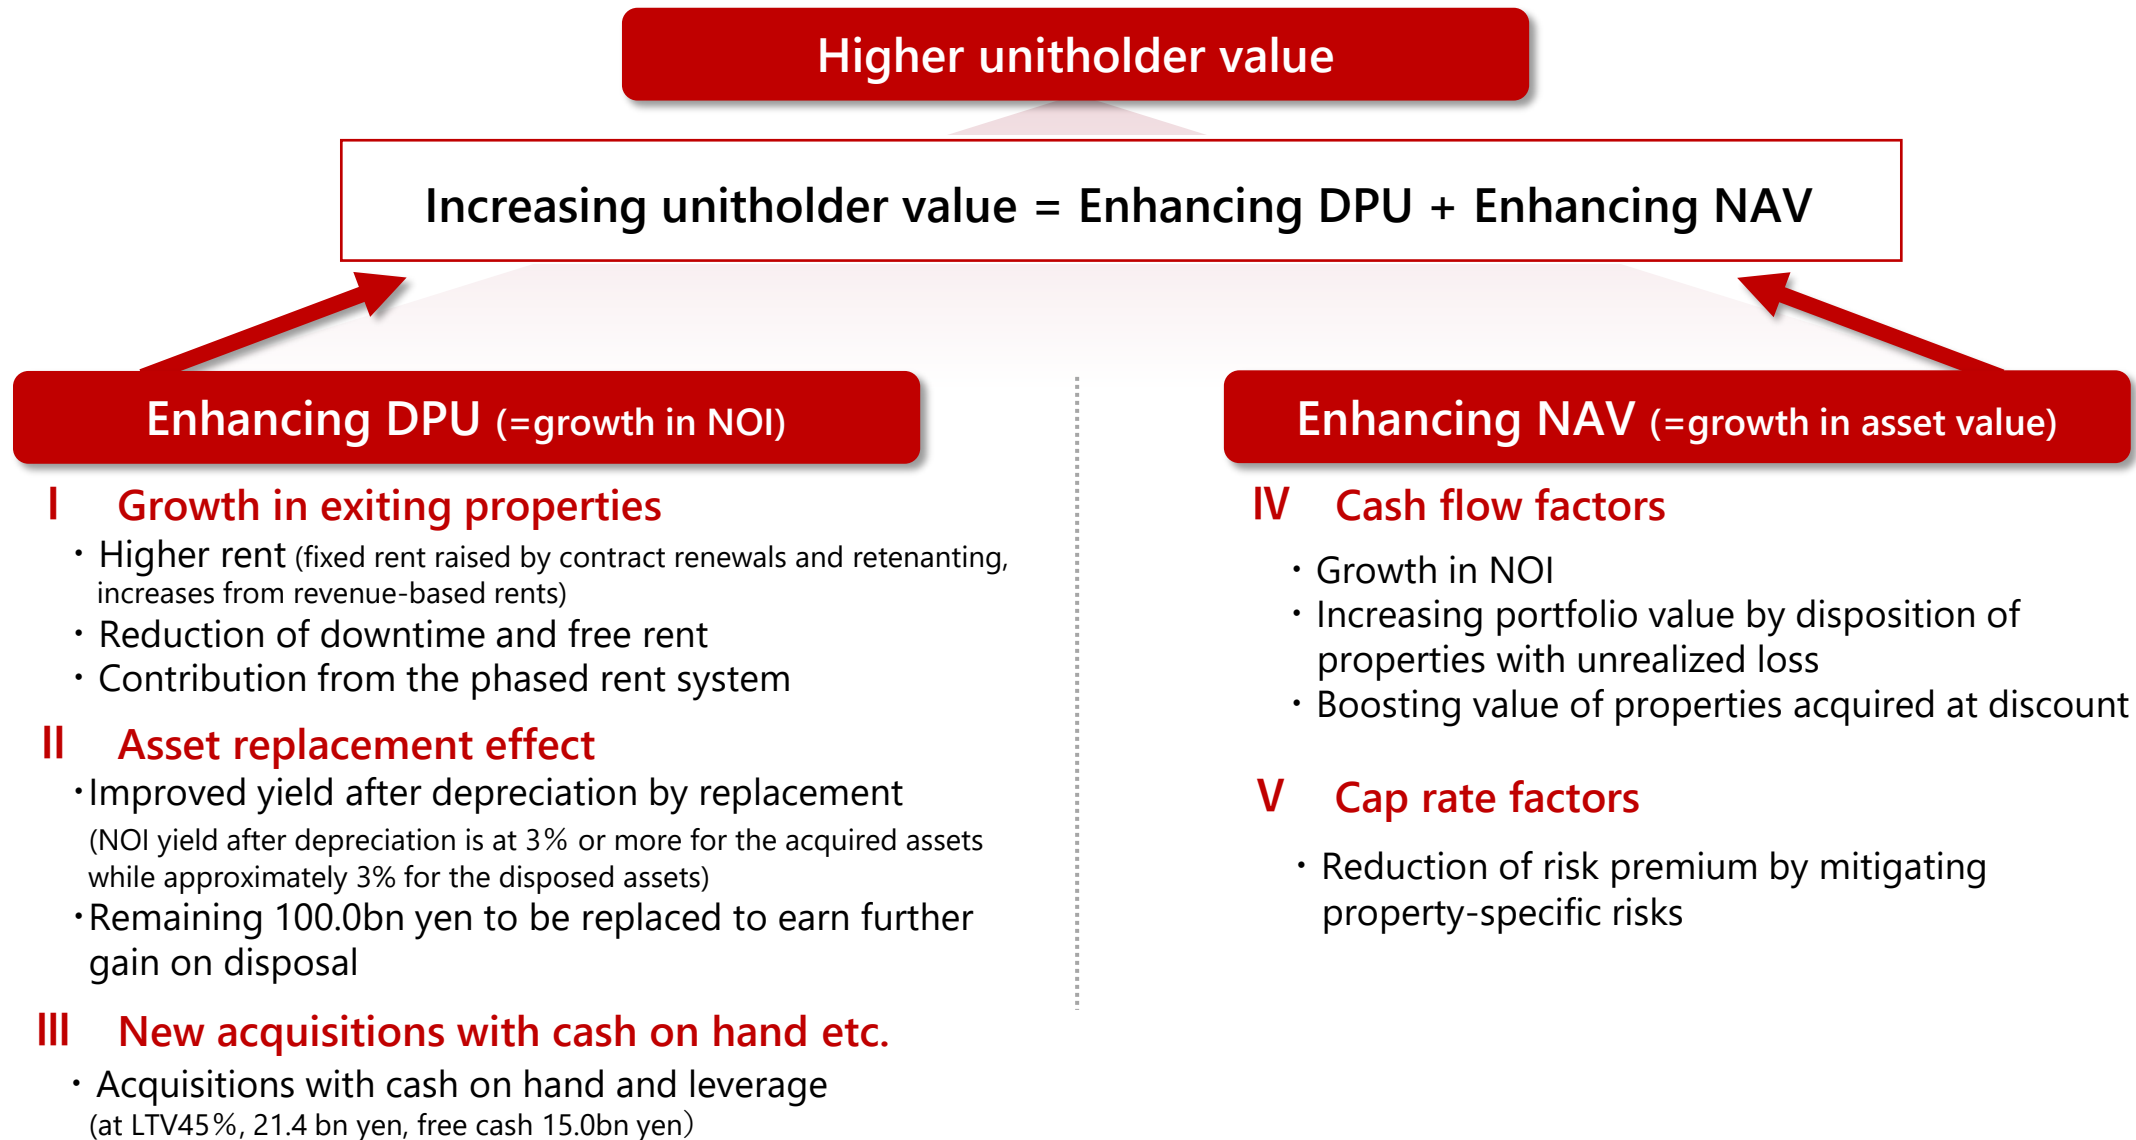 Higher unitholder value
Increasing unitholder value = Enhancing DPU + Enhancing NAV
Enhancing DPU (=growth in NOI)
Ⅰ Growth in exiting properties
・Higher rent (fixed rent raised by contract renewals and retenanting,
increases from revenue-based rents)
・Reduction of downtime and free rent
・Contribution from the phased rent system
Ⅱ Asset replacement effect
・Improved yield after depreciation by replacement
(NOI yield after depreciation is at 3% or more for the acquired assets
while approximately 3% for the disposed assets)
・Remaining 100.0bn yen to be replaced to earn further
gain on disposal
Ⅲ New acquisitions with cash on hand etc.
・Acquisitions with cash on hand and leverage
(at LTV45%, 21.4 bn yen, free cash 15.0bn yen)
Enhancing NAV (=growth in asset value)
Ⅳ Cash flow factors
・Growth in NOI
・Increasing portfolio value by disposition of
properties with unrealized loss
・Boosting value of properties acquired at discount
Ⅴ Cap rate factors
・Reduction of risk premium by mitigating
property-specific risks